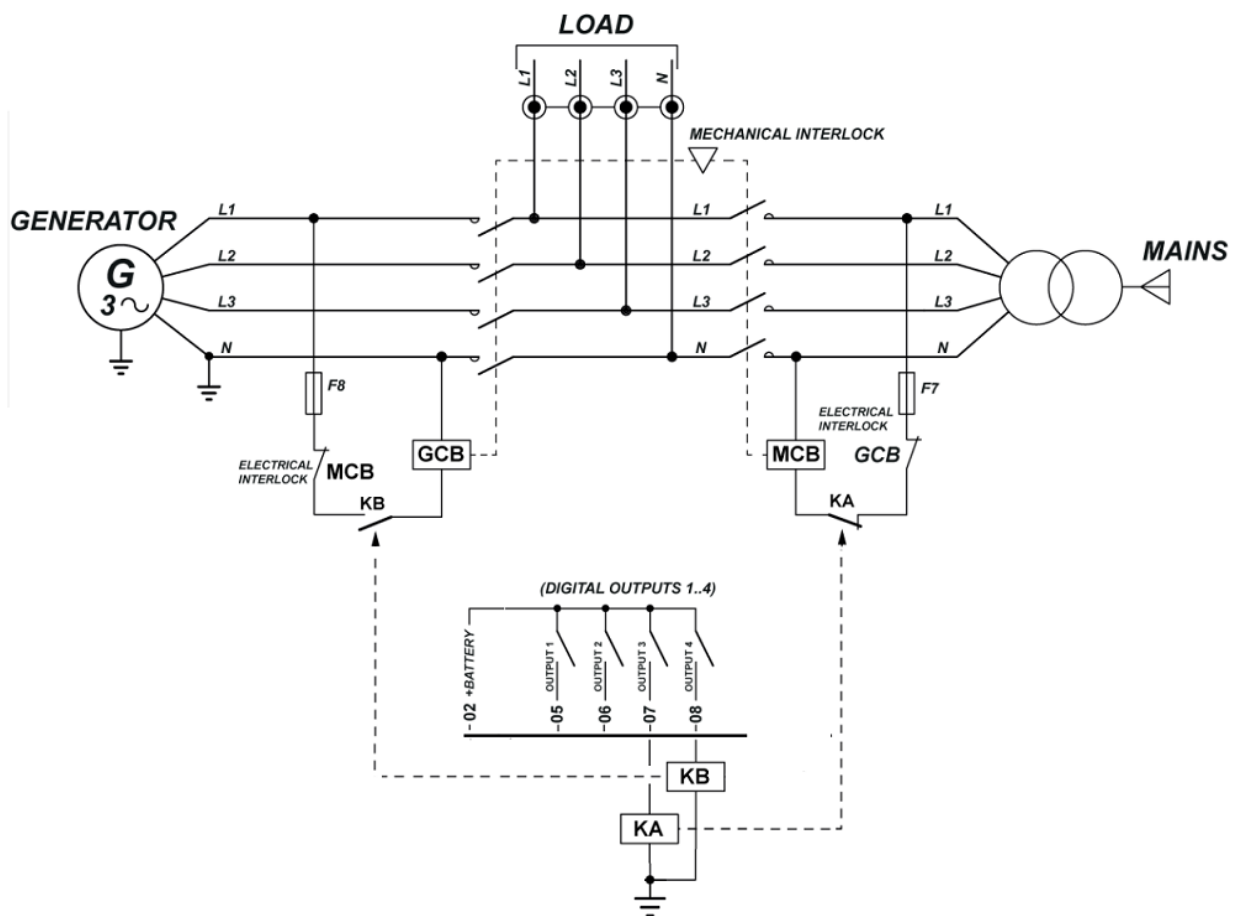 LOAD
L1
L2
L3
N
MECHANICAL INTERLOCK
GENERATOR
G
3
L1
L2
L3
N
L1
L2
L3
N
L1
L2
L3
N
MAINS
F8
F7
ELECTRICAL
INTERLOCK
MCB
GCB
KB
MCB
ELECTRICAL
INTERLOCK
GCB
KA
(DIGITAL OUTPUTS 1..4)
02 +BATTERY
OUTPUT 1
OUTPUT 2
OUTPUT 3
OUTPUT 4
05
06
07
08
KB
KA